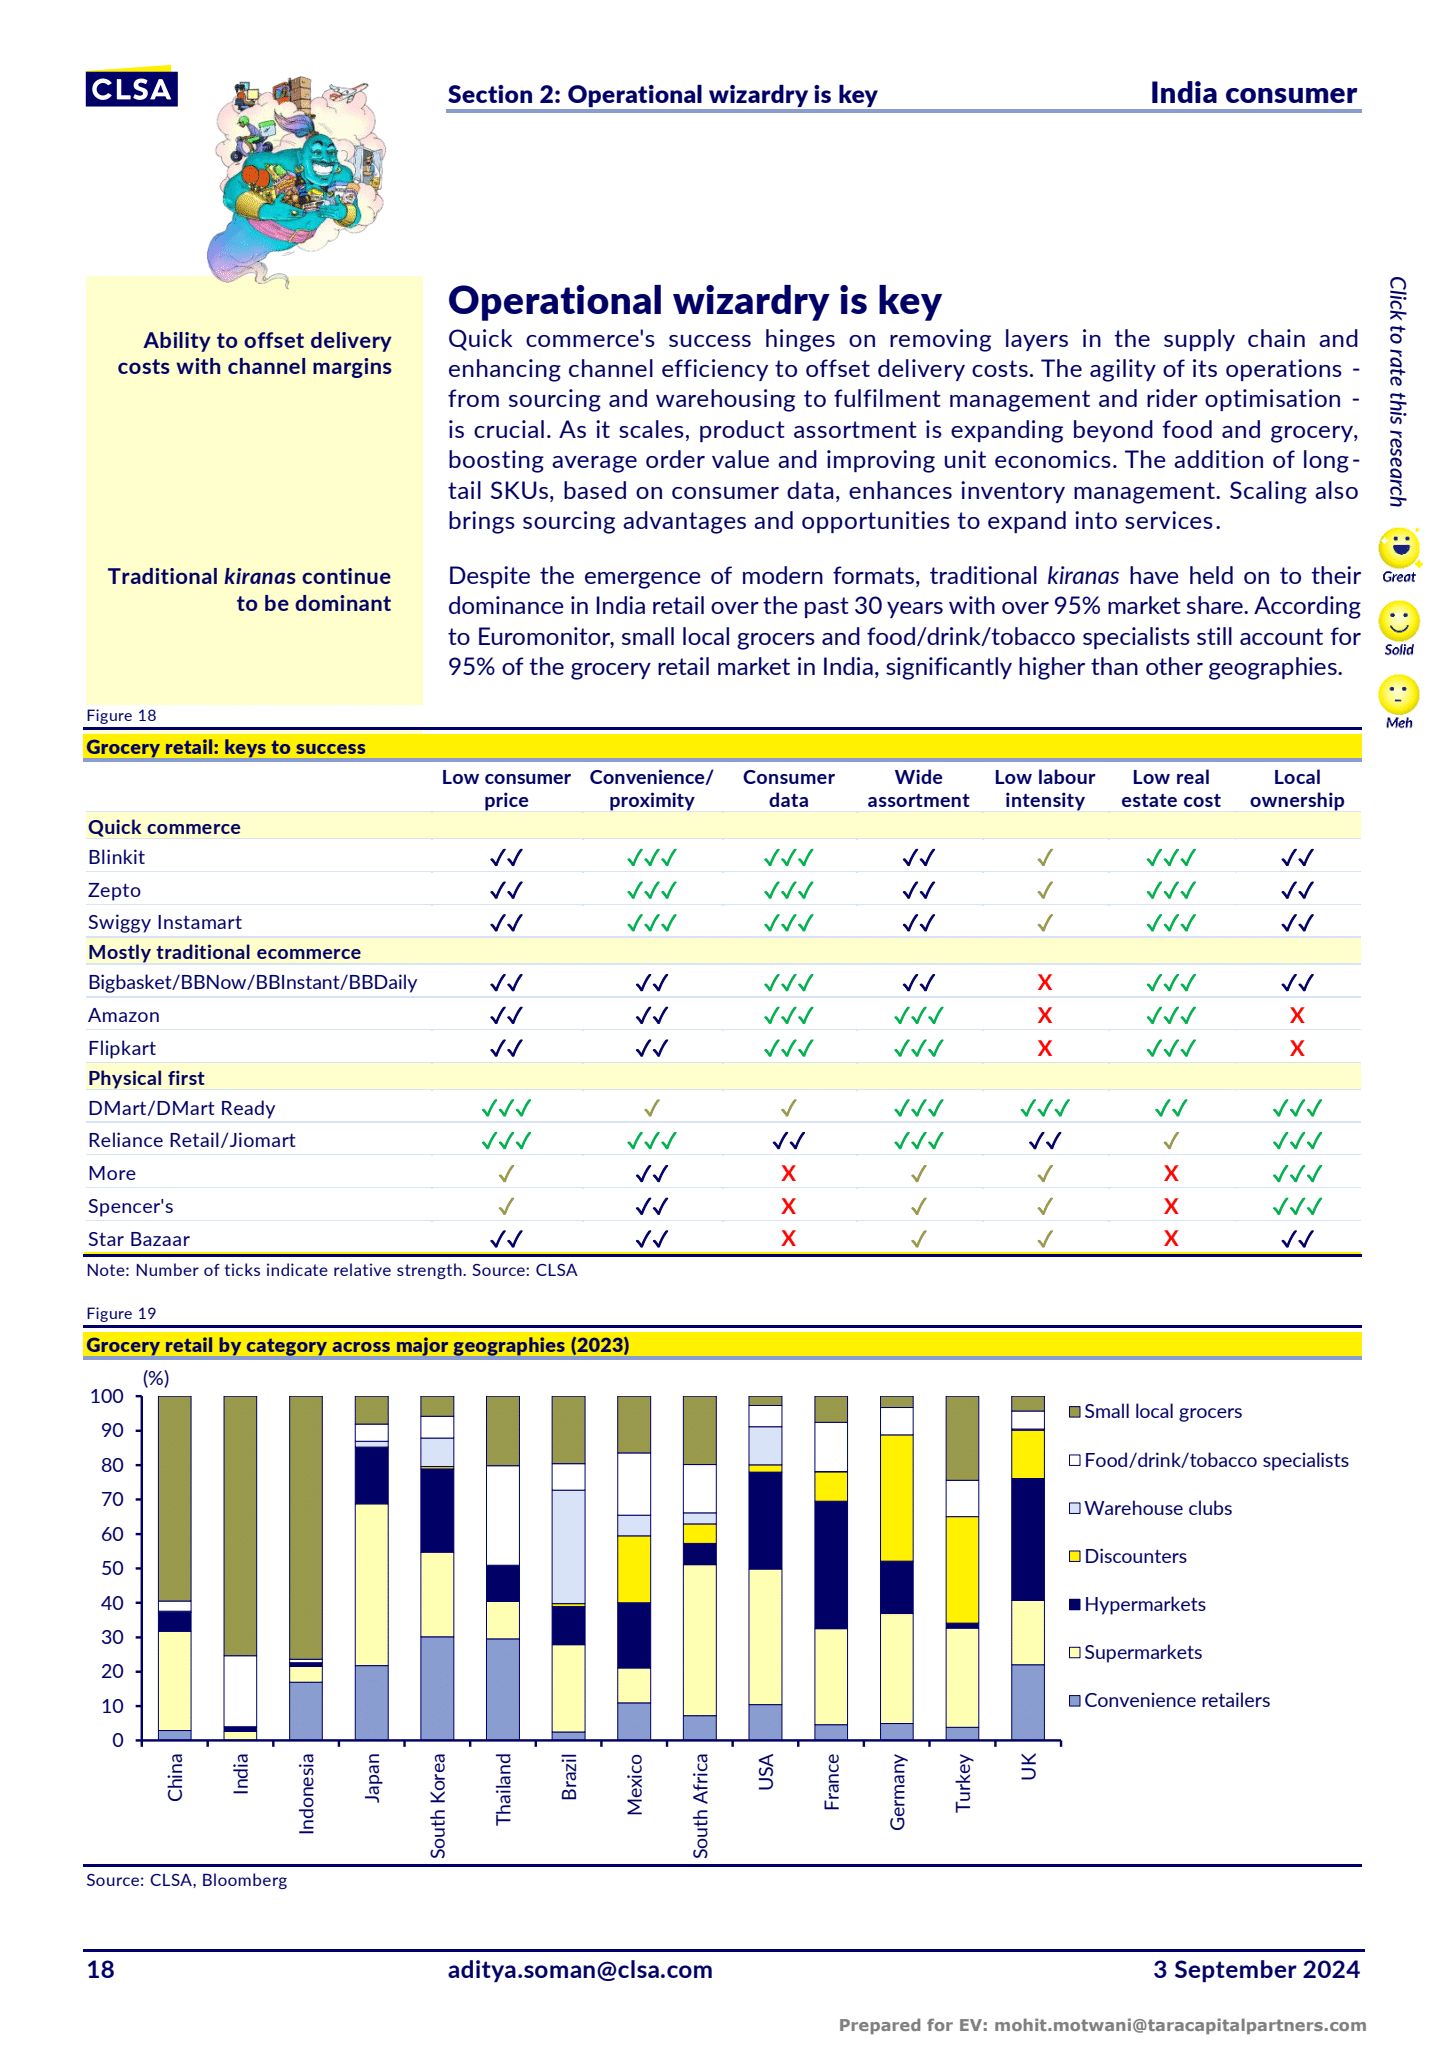 CLSA
Section 2: Operational wizardry is key
India consumer
Operational wizardry is key
Ability to offset delivery
costs with channel margins
Quick commerce's success hinges on removing layers in the supply chain and
enhancing channel efficiency to offset delivery costs. The agility of its operations -
from sourcing and warehousing to fulfilment management and rider optimisation -
is crucial. As it scales, product assortment is expanding beyond food and grocery,
boosting average order value and improving unit economics. The addition of long-
tail SKUs, based on consumer data, enhances inventory management. Scaling also
brings sourcing advantages and opportunities to expand into services.
Traditional kiranas continue
to be dominant
Despite the emergence of modern formats, traditional kiranas have held on to their
dominance in India retail over the past 30 years with over 95% market share. According
to Euromonitor, small local grocers and food/drink/tobacco specialists still account for
95% of the grocery retail market in India, significantly higher than other geographies.
Click to rate this research
Great
Solid
Meh
Figure 18
Grocery retail: keys to success
Low consumer price Convenience/ proximity Consumer data Wide assortment Low labour intensity Low real estate cost Local ownership
Quick commerce
Blinkit ✓✓ ✓✓✓ ✓✓✓ ✓✓ ✓ ✓✓✓ ✓✓
Zepto ✓✓ ✓✓✓ ✓✓✓ ✓✓ ✓ ✓✓✓ ✓✓
Swiggy Instamart ✓✓ ✓✓✓ ✓✓✓ ✓✓ ✓ ✓✓✓ ✓✓
Mostly traditional ecommerce
Bigbasket/BBNow/BBInstant/BBDaily ✓✓ ✓✓ ✓✓✓ ✓✓ X ✓✓✓ ✓✓
Amazon ✓✓ ✓✓ ✓✓✓ ✓✓✓ X ✓✓✓ X
Flipkart ✓✓ ✓✓ ✓✓✓ ✓✓✓ X ✓✓✓ X
Physical first
DMart/DMart Ready ✓✓✓ ✓ ✓ ✓✓✓ ✓✓✓ ✓✓ ✓✓✓
Reliance Retail/Jiomart ✓✓✓ ✓✓✓ ✓✓ ✓✓✓ ✓✓ ✓ ✓✓✓
More ✓ ✓✓ X ✓ ✓ X ✓✓✓
Spencer's ✓ ✓✓ X ✓ ✓ X ✓✓✓
Star Bazaar ✓✓ ✓✓ X ✓ ✓ X ✓✓
Note: Number of ticks indicate relative strength. Source: CLSA
Figure 19
Grocery retail by category across major geographies (2023)
(%)
100
90
80
70
60
50
40
30
20
10
0
China
India
Indonesia
Japan
South Korea
Thailand
Brazil
Mexico
South Africa
USA
France
Germany
Turkey
UK
Small local grocers
Food/drink/tobacco specialists
Warehouse clubs
Discounters
Hypermarkets
Supermarkets
Convenience retailers
Source: CLSA, Bloomberg
18
aditya.soman@clsa.com
3 September 2024
Prepared for EV: mohit.motwani@taracapitalpartners.com